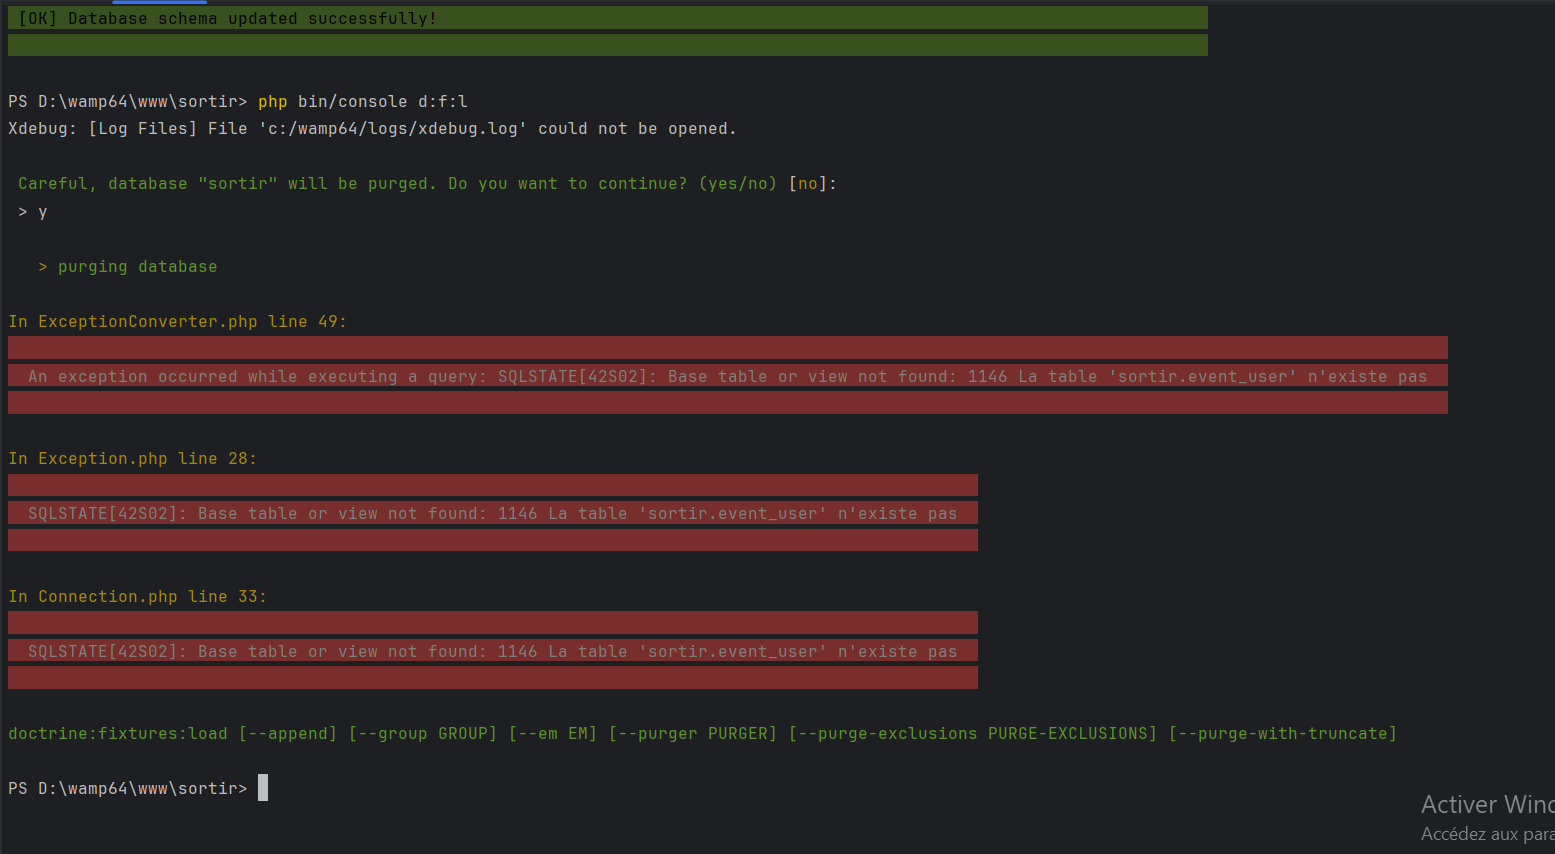 [OK] Database schema updated successfully!
PS D:\wamp64\www\sortir> php bin/console d:f:l
Xdebug: [Log Files] File 'c:/wamp64/logs/xdebug.log' could not be opened.
Careful, database "sortir" will be purged. Do you want to continue? (yes/no) [no]:
> y
> purging database
In ExceptionConverter.php line 49:
An exception occurred while executing a query: SQLSTATE[42S02]: Base table or view not found: 1146 La table 'sortir.event_user' n'existe pas
In Exception.php line 28:
SQLSTATE[42S02]: Base table or view not found: 1146 La table 'sortir.event_user' n'existe pas
In Connection.php line 33:
SQLSTATE[42S02]: Base table or view not found: 1146 La table 'sortir.event_user' n'existe pas
doctrine:fixtures:load [--append] [--group GROUP] [--em EM] [--purger PURGER] [--purge-exclusions PURGE-EXCLUSIONS] [--purge-with-truncate]
PS D:\wamp64\www\sortir>
Activer Wind
Accédez aux para